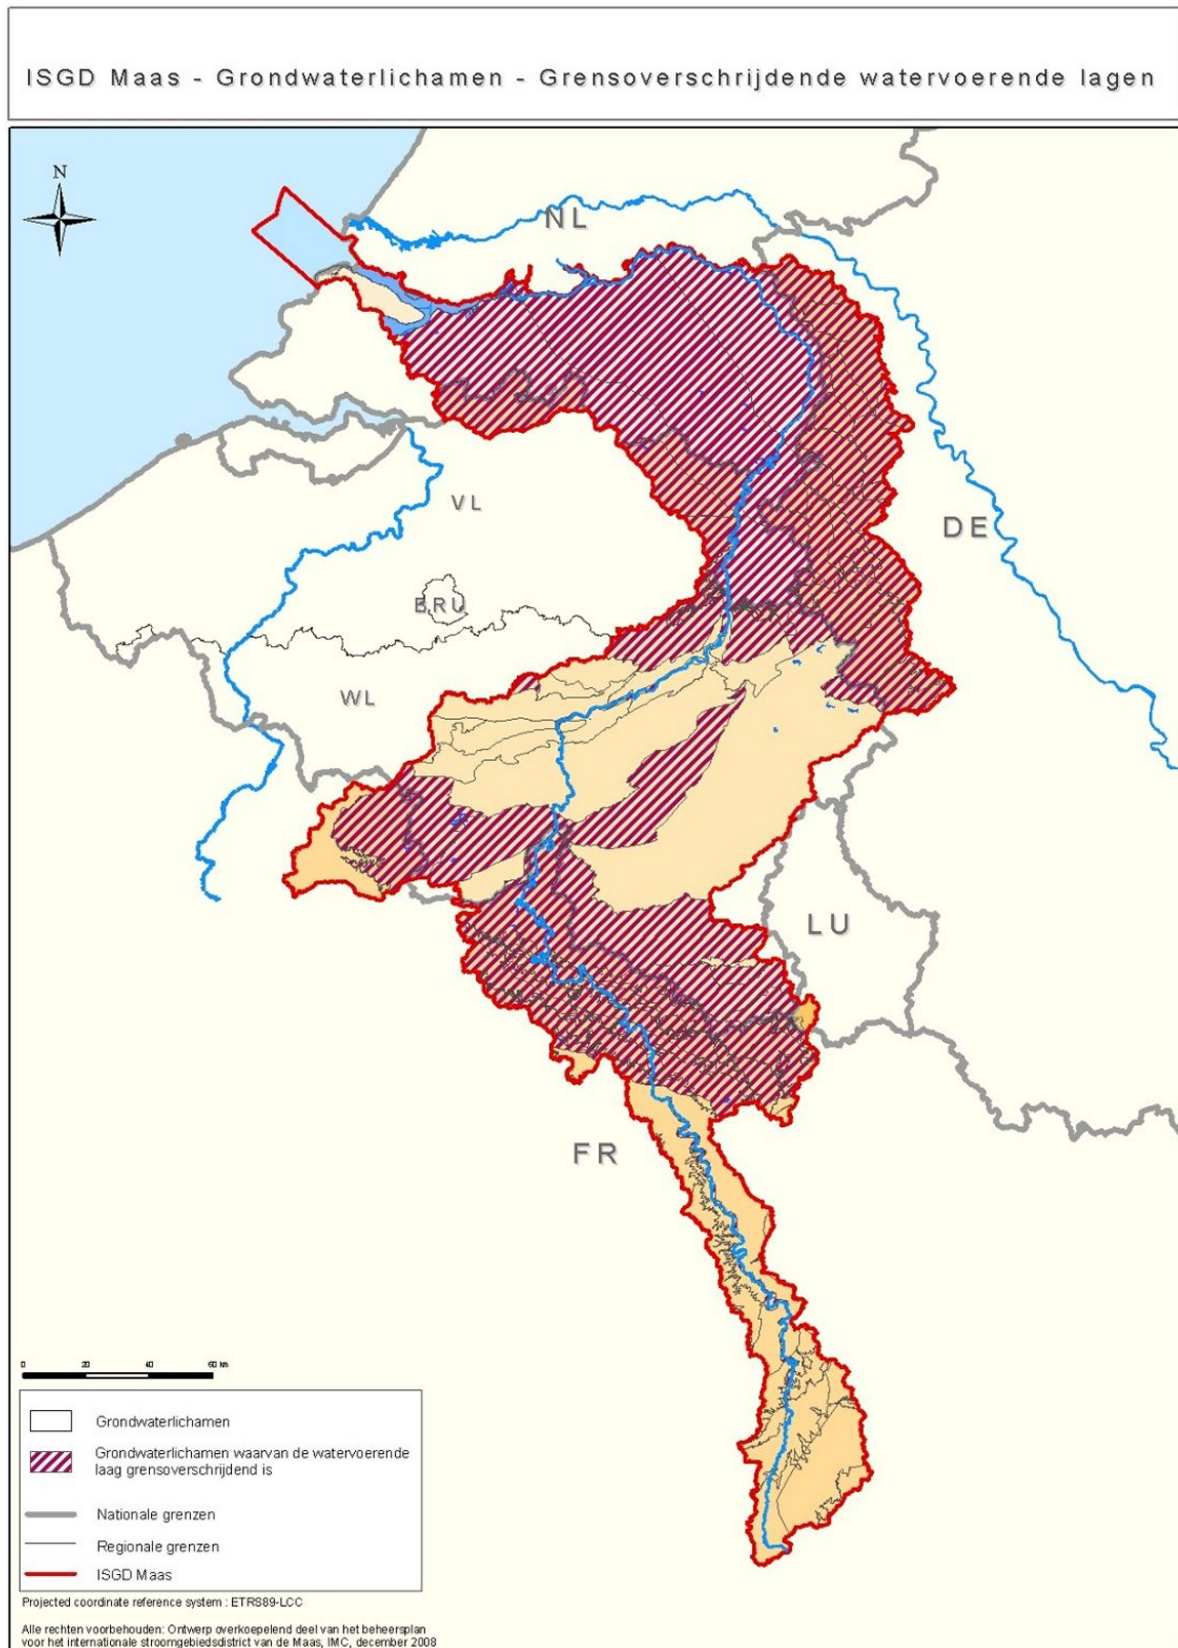 ISGD Maas - Grondwaterlichamen - Grensoverschrijdende watervoerende lagen
N
NL
VL
DE
BRU
WL
LU
FR
0 20 40 60 km
Grondwaterlichamen
Grondwaterlichamen waarvan de watervoerende
laag grensoverschrijdend is
Nationale grenzen
Regionale grenzen
ISGD Maas
Projected coordinate reference system : ETRS89-LCC
Alle rechten voorbehouden: Ontwerp overkoepelend deel van het beheersplan
voor het internationale stroomgebiedsdistrict van de Maas, IMC, december 2008